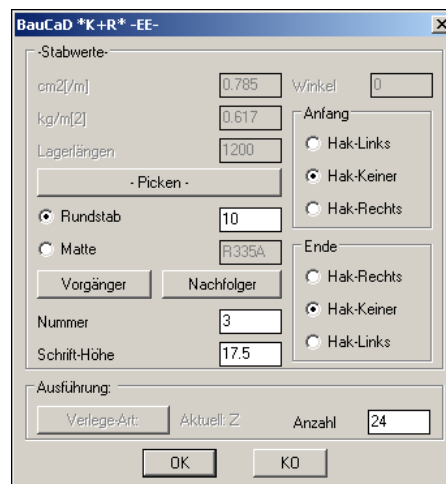 BauCaD *K+R* -EE-
-Stabwerte-
cm2[/m] 0.785 Winkel 0
kg/m[2] 0.617
Lagerlängen 1200
- Picken -
Rundstab 10
Matte R335A
Vorgänger Nachfolger
Nummer 3
Schrift-Höhe 17.5
Anfang
Hak-Links
Hak-Keiner
Hak-Rechts
Ende
Hak-Rechts
Hak-Keiner
Hak-Links
Ausführung:
Verlege-Art: Aktuell: Z Anzahl 24
OK KO